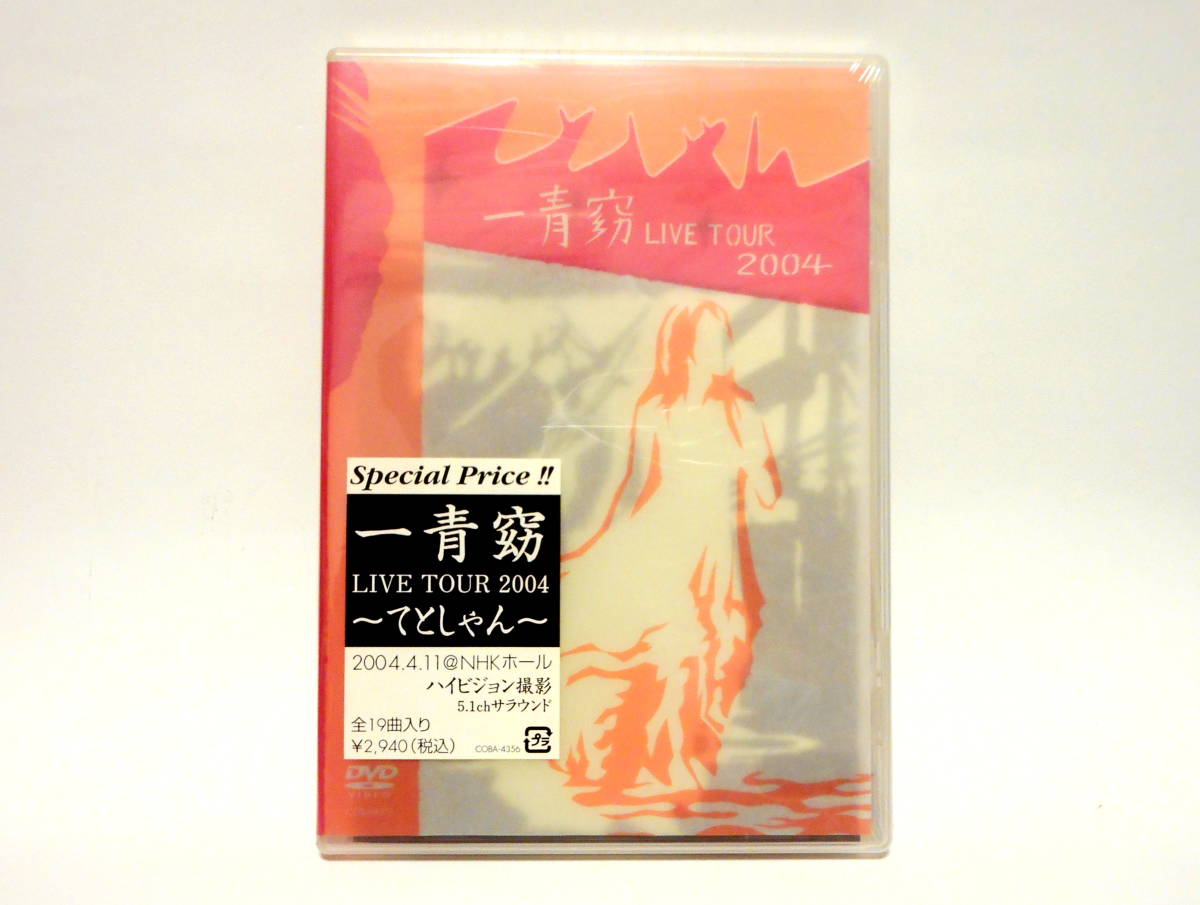 てとしゃん
一青窈 LIVE TOUR
2004
Special Price !!
一青窈
LIVE TOUR 2004
～てとしゃん～
2004.4.11@NHKホール
ハイビジョン撮影
5.1chサラウンド
全19曲入り
¥2,940(税込) COBA-4356 プラ
DVD
VIDEO